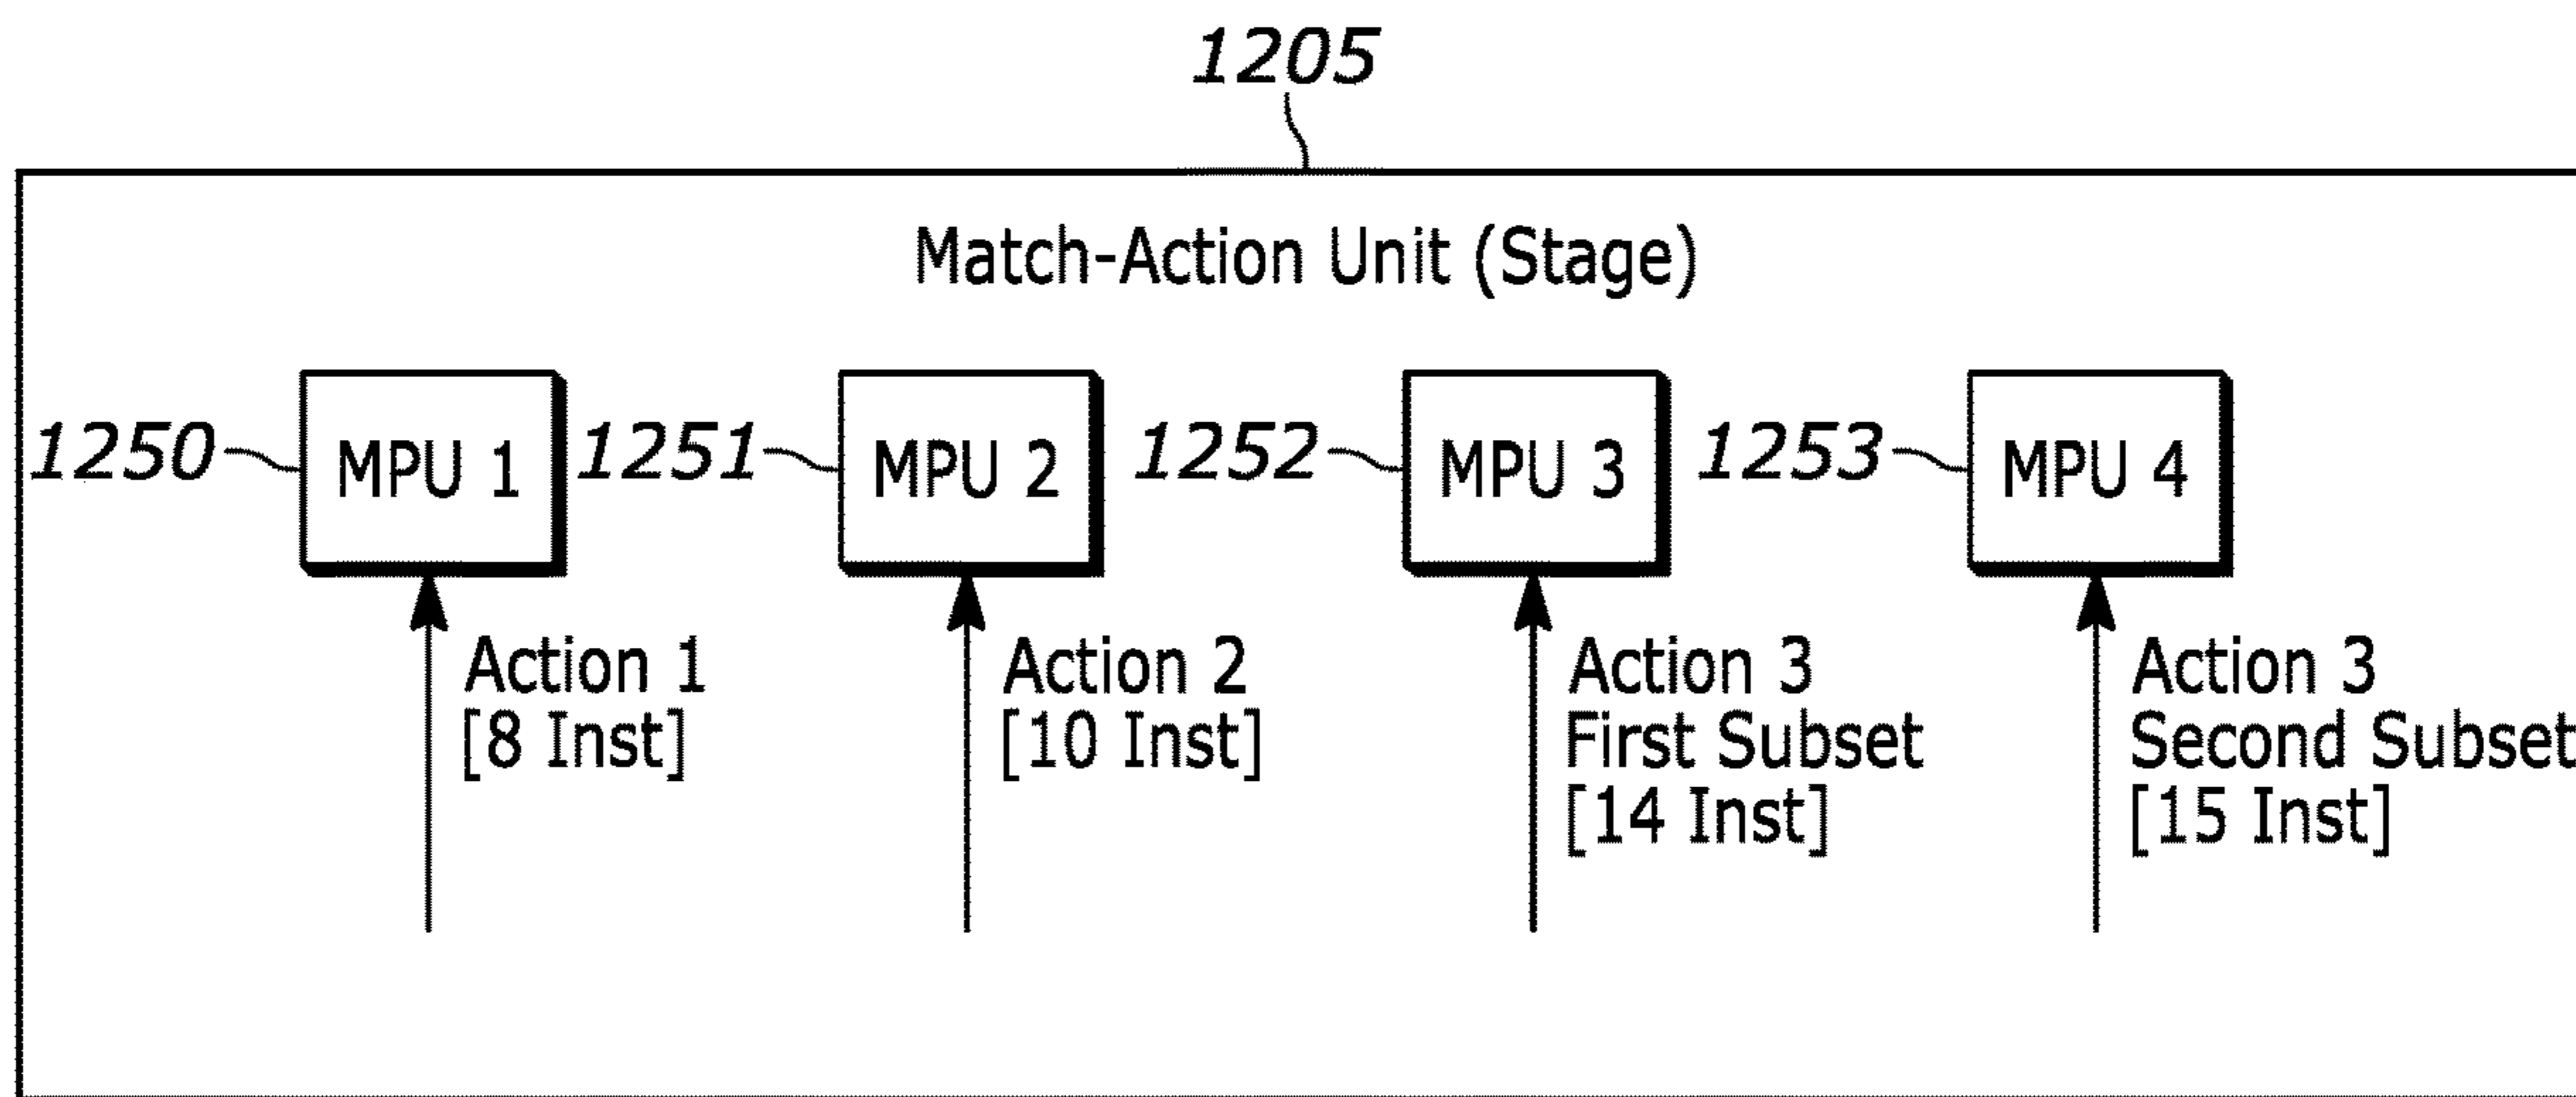 1205
Match-Action Unit (Stage)
1250 MPU 1 1251 MPU 2 1252 MPU 3 1253 MPU 4
Action 1
[8 Inst]
Action 2
[10 Inst]
Action 3
First Subset
[14 Inst]
Action 3
Second Subset
[15 Inst]